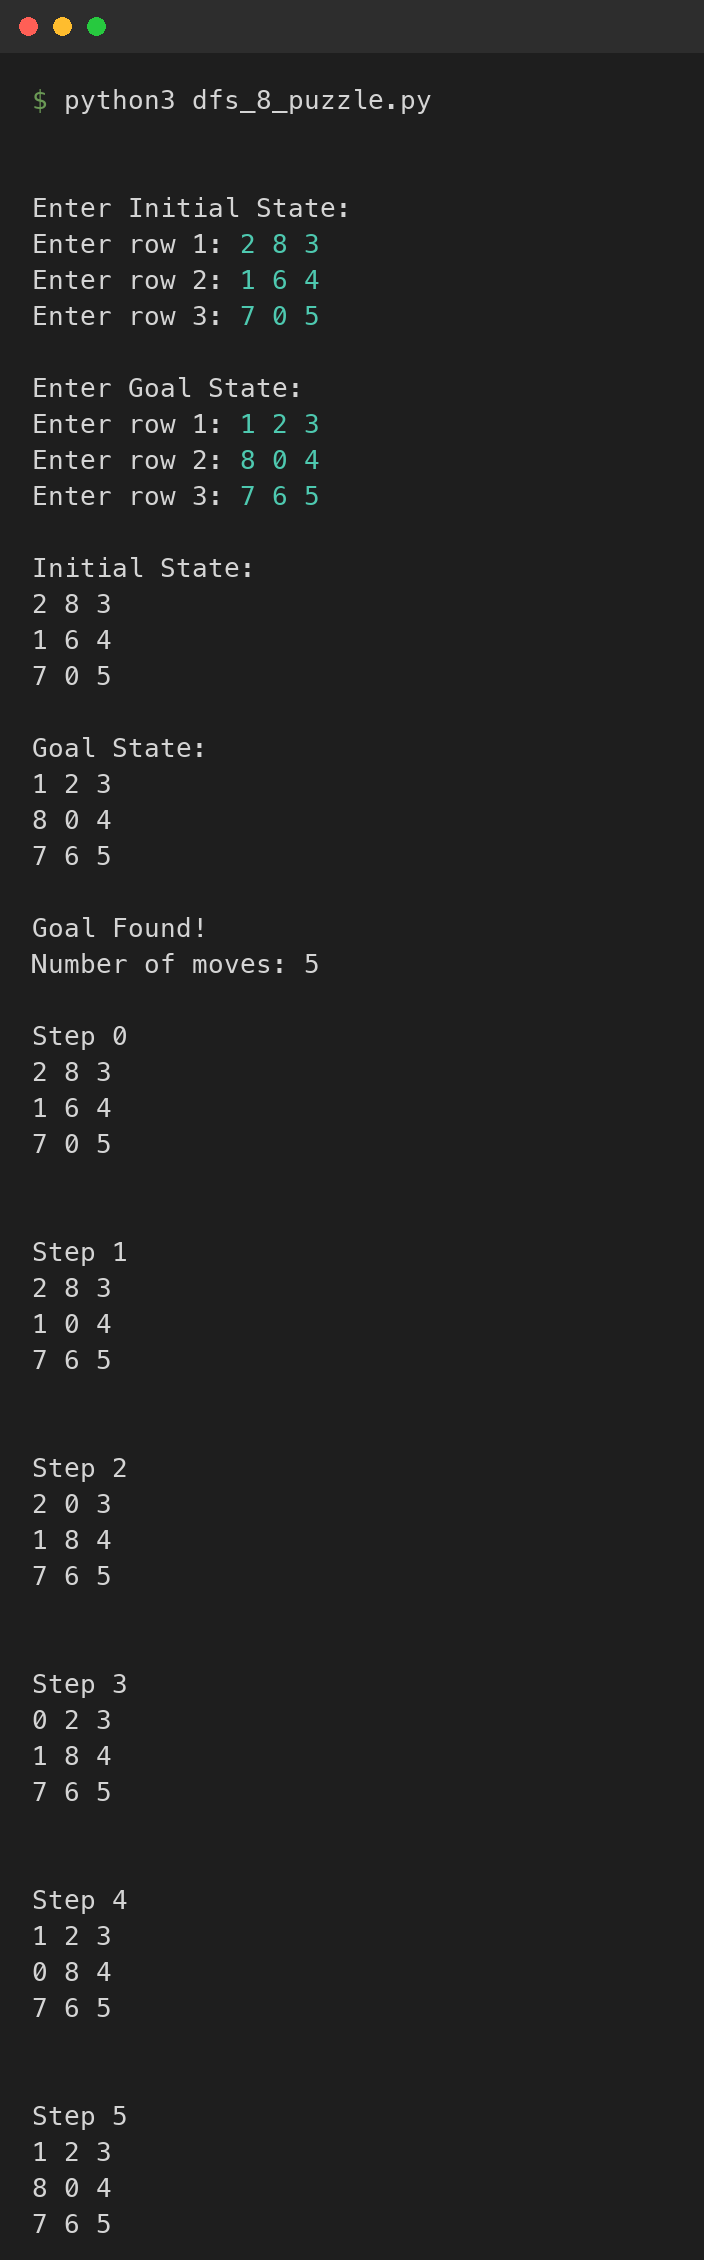 $ python3 dfs_8_puzzle.py
Enter Initial State:
Enter row 1: 2 8 3
Enter row 2: 1 6 4
Enter row 3: 7 0 5
Enter Goal State:
Enter row 1: 1 2 3
Enter row 2: 8 0 4
Enter row 3: 7 6 5
Initial State:
2 8 3
1 6 4
7 0 5
Goal State:
1 2 3
8 0 4
7 6 5
Goal Found!
Number of moves: 5
Step 0
2 8 3
1 6 4
7 0 5
Step 1
2 8 3
1 0 4
7 6 5
Step 2
2 0 3
1 8 4
7 6 5
Step 3
0 2 3
1 8 4
7 6 5
Step 4
1 2 3
0 8 4
7 6 5
Step 5
1 2 3
8 0 4
7 6 5